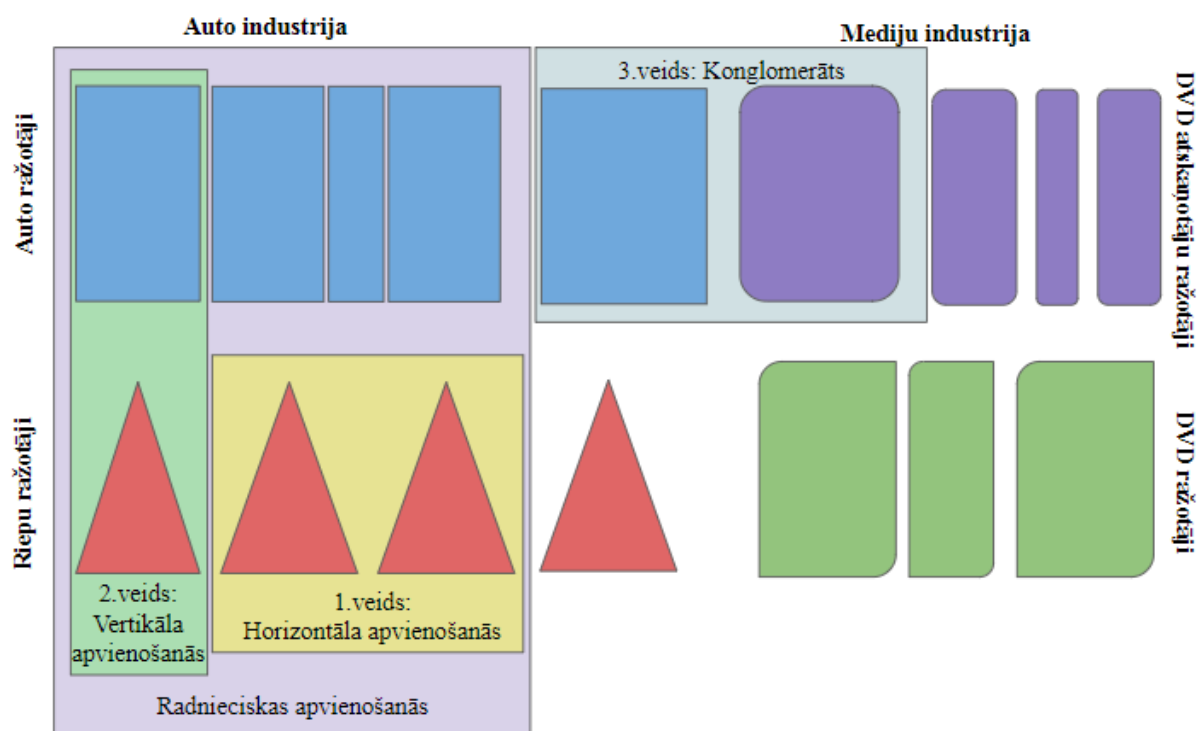 Auto industrija
Mediju industrija
3.veids: Konglomerāts
Auto ražotāji
DVD atskaņotāju ražotāji
Riepu ražotāji
DVD ražotāji
2.veids:
Vertikāla
apvienošanās
1.veids:
Horizontāla apvienošanās
Radnieciskas apvienošanās